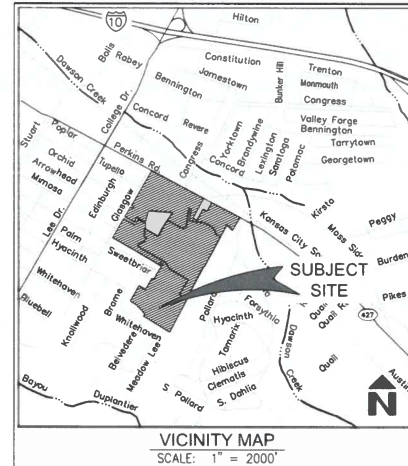 Hilton
10
Bolis
Robey
Constitution
Jamestown
Bennington
Bunker Hill
Trenton
Monmouth
Congress
Dawson Creek
College Dr.
Concord
Revere
Valley Forge
Bennington
Tarrytown
Georgetown
Yorktown
Brandywine
Lexington
Saratoga
Potomac
Stuart
Poplar
Perkins Rd.
Congress
Concord
Orchid
Arrowhead
Mimosa
Tupello
Edinburgh
Glasgow
Kirsta
Moss Side
Peggy
Kansas City So
Lee Dr.
Palm
Hyacinth
Sweetbriar
SUBJECT
SITE
Burden
Whitehaven
Bluebell
Knollwood
Brame
Pollard
Forsythia
Hyacinth
Quail R
Pikes
427
Whitehaven
Belvedere
Meadow Lee
Tamarix
Hibiscus
Clematis
S. Dahlia
Dawson
Creek
Quail
Bayou
Duplantier
S. Pollard
Austi
N
VICINITY MAP
SCALE: 1" = 2000'